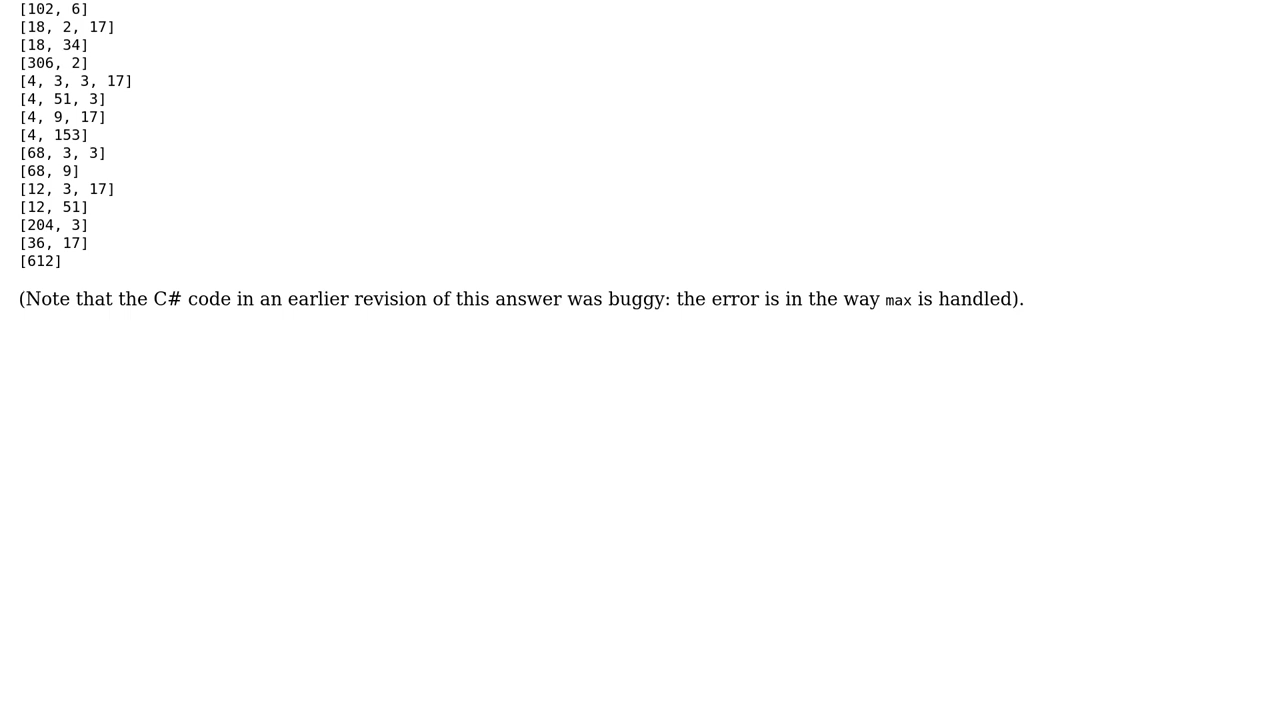 [102, 6]
[18, 2, 17]
[18, 34]
[306, 2]
[4, 3, 3, 17]
[4, 51, 3]
[4, 9, 17]
[4, 153]
[68, 3, 3]
[68, 9]
[12, 3, 17]
[12, 51]
[204, 3]
[36, 17]
[612]
(Note that the C# code in an earlier revision of this answer was buggy: the error is in the way max is handled).